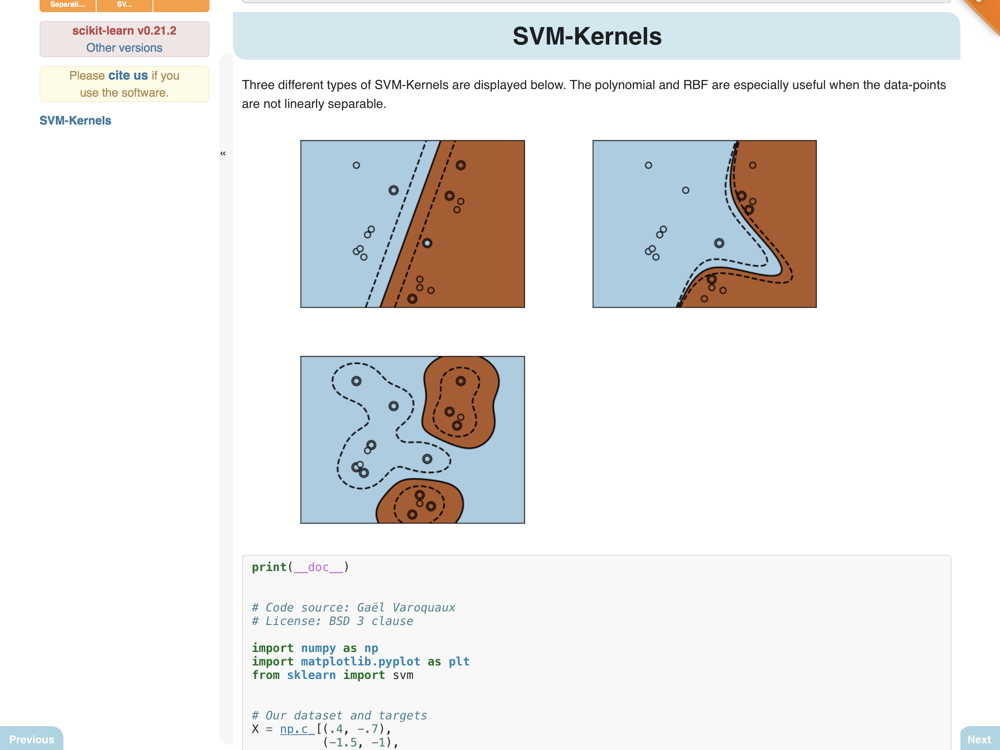 Separati...
SV...
scikit-learn v0.21.2
Other versions
Please cite us if you
use the software.
SVM-Kernels
«
SVM-Kernels
Three different types of SVM-Kernels are displayed below. The polynomial and RBF are especially useful when the data-points
are not linearly separable.
print(__doc__)
# Code source: Gaël Varoquaux
# License: BSD 3 clause
import numpy as np
import matplotlib.pyplot as plt
from sklearn import svm
# Our dataset and targets
X = np.c_[(.4, -.7),
(-1.5, -1),
Previous
Next